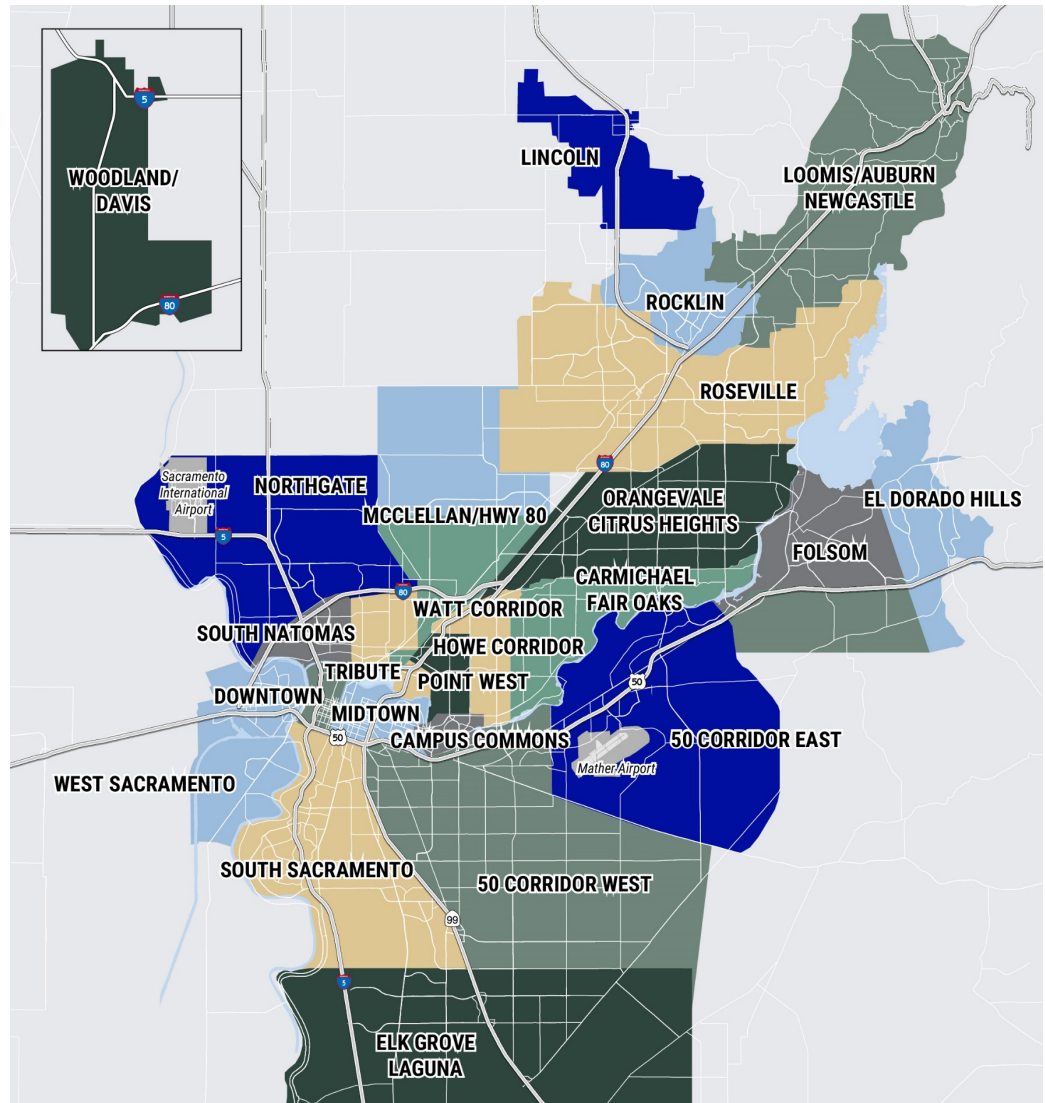 5
WOODLAND/
DAVIS
80
LINCOLN
LOOMIS/AUBURN
NEWCASTLE
ROCKLIN
ROSEVILLE
80
Sacramento
International
Airport
NORTHGATE
ORANGEVALE
CITRUS HEIGHTS
EL DORADO HILLS
MCCLELLAN/HWY 80
5
FOLSOM
CARMICHAEL
FAIR OAKS
80
WATT CORRIDOR
SOUTH NATOMAS
HOWE CORRIDOR
TRIBUTE
POINT WEST
50
DOWNTOWN
MIDTOWN
50
CAMPUS COMMONS
50 CORRIDOR EAST
Mather Airport
WEST SACRAMENTO
SOUTH SACRAMENTO
50 CORRIDOR WEST
99
5
ELK GROVE
LAGUNA